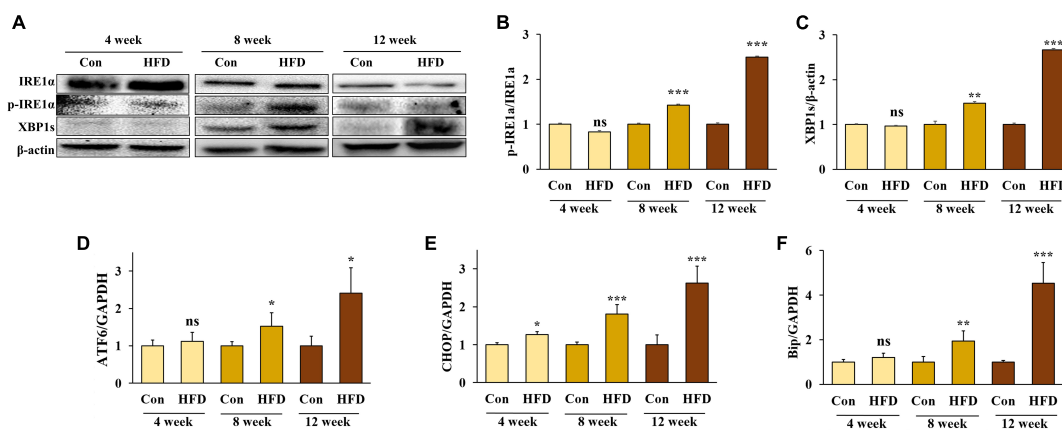 A
4 week
8 week
12 week
Con HFD Con HFD Con HFD
IRE1α
p-IRE1α
XBP1s
β-actin
B
p-IRE1a/IRE1a
3
2
1
0
ns
***
***
Con HFD Con HFD Con HFD
4 week 8 week 12 week
C
XBP1s/β-actin
3
2
1
0
ns
**
***
Con HFD Con HFD Con HFD
4 week 8 week 12 week
D
ATF6/GAPDH
3
2
1
0
ns
*
*
Con HFD Con HFD Con HFD
4 week 8 week 12 week
E
CHOP/GAPDH
3
2
1
0
*
***
***
Con HFD Con HFD Con HFD
4 week 8 week 12 week
F
Bip/GAPDH
6
4
2
0
ns
**
***
Con HFD Con HFD Con HFD
4 week 8 week 12 week